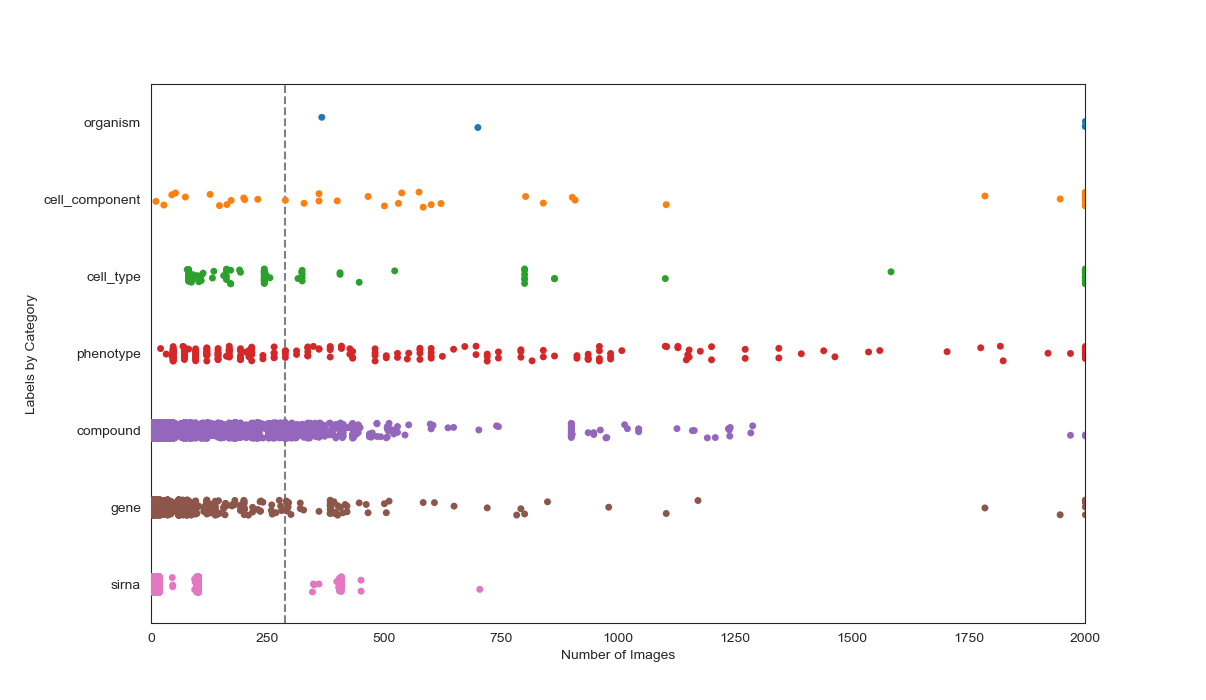 organism
cell_component
cell_type
phenotype
compound
gene
sirna
Labels by Category
0 250 500 750 1000 1250 1500 1750 2000
Number of Images